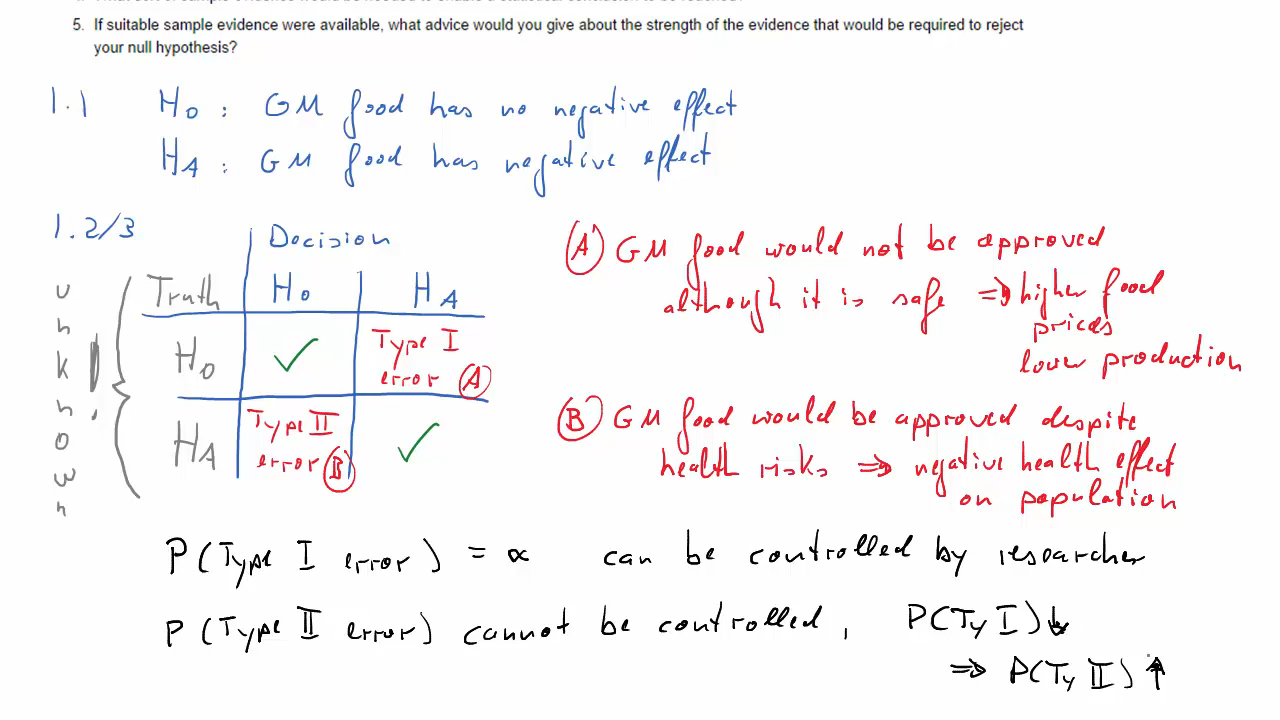 5. If suitable sample evidence were available, what advice would you give about the strength of the evidence that would be required to reject
your null hypothesis?
1.1 H0 : GM food has no negative effect
HA : GM food has negative effect
1.2/3
Decision
Truth H0 HA
H0 ✓ Type I
error A
HA Type II
error B ✓
unknown!
A GM food would not be approved
although it is safe ⇒ higher food
prices
lower production
B GM food would be approved despite
health risks ⇒ negative health effect
on population
P(Type I error) = α can be controlled by researcher
P(Type II error) cannot be controlled, P(Ty I)↓
⇒ P(Ty II)↑